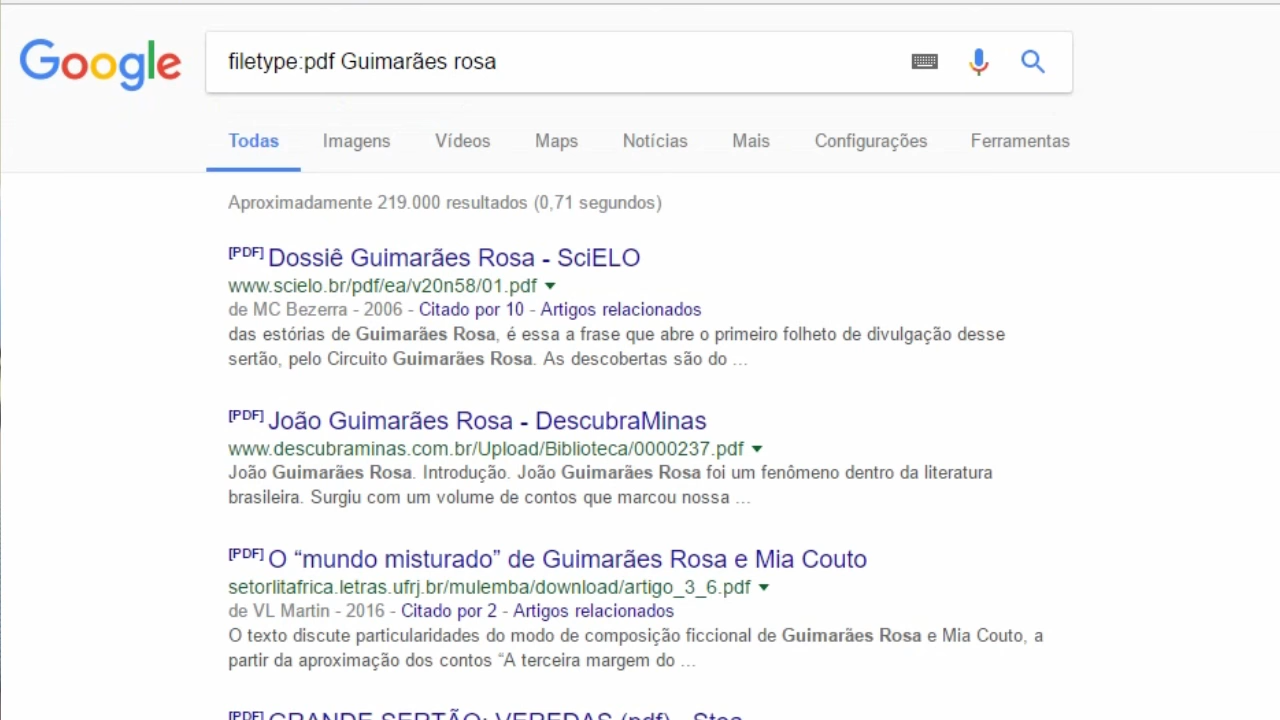 Google
filetype:pdf Guimarães rosa
Todas Imagens Vídeos Maps Notícias Mais Configurações Ferramentas
Aproximadamente 219.000 resultados (0,71 segundos)
[PDF] Dossiê Guimarães Rosa - SciELO
www.scielo.br/pdf/ea/v20n58/01.pdf
de MC Bezerra - 2006 - Citado por 10 - Artigos relacionados
das estórias de Guimarães Rosa, é essa a frase que abre o primeiro folheto de divulgação desse
sertão, pelo Circuito Guimarães Rosa. As descobertas são do ...
[PDF] João Guimarães Rosa - DescubraMinas
www.descubraminas.com.br/Upload/Biblioteca/0000237.pdf
João Guimarães Rosa. Introdução. João Guimarães Rosa foi um fenômeno dentro da literatura
brasileira. Surgiu com um volume de contos que marcou nossa ...
[PDF] O “mundo misturado” de Guimarães Rosa e Mia Couto
setorlitafrica.letras.ufrj.br/mulemba/download/artigo_3_6.pdf
de VL Martin - 2016 - Citado por 2 - Artigos relacionados
O texto discute particularidades do modo de composição ficcional de Guimarães Rosa e Mia Couto, a
partir da aproximação dos contos “A terceira margem do ...
[PDF] GRANDE SERTÃO: VEREDAS (pdf) - Stoa